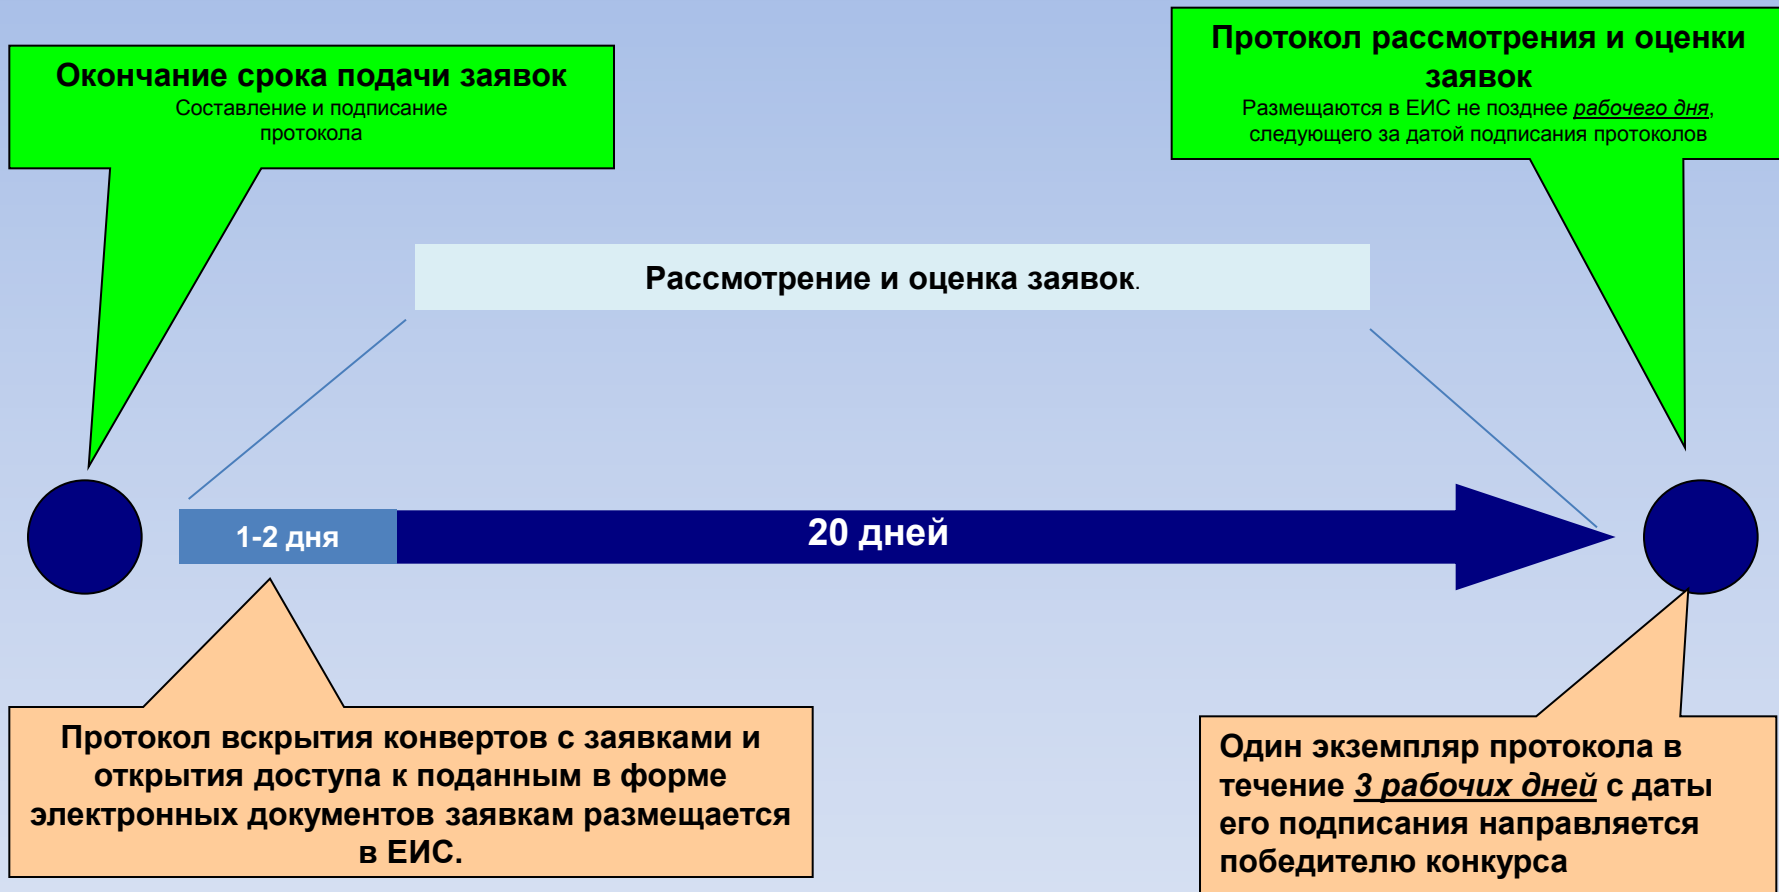 Окончание срока подачи заявок
Составление и подписание
протокола
Протокол рассмотрения и оценки
заявок
Размещаются в ЕИС не позднее рабочего дня,
следующего за датой подписания протоколов
Рассмотрение и оценка заявок.
1-2 дня
20 дней
Протокол вскрытия конвертов с заявками и
открытия доступа к поданным в форме
электронных документов заявкам размещается
в ЕИС.
Один экземпляр протокола в
течение 3 рабочих дней с даты
его подписания направляется
победителю конкурса